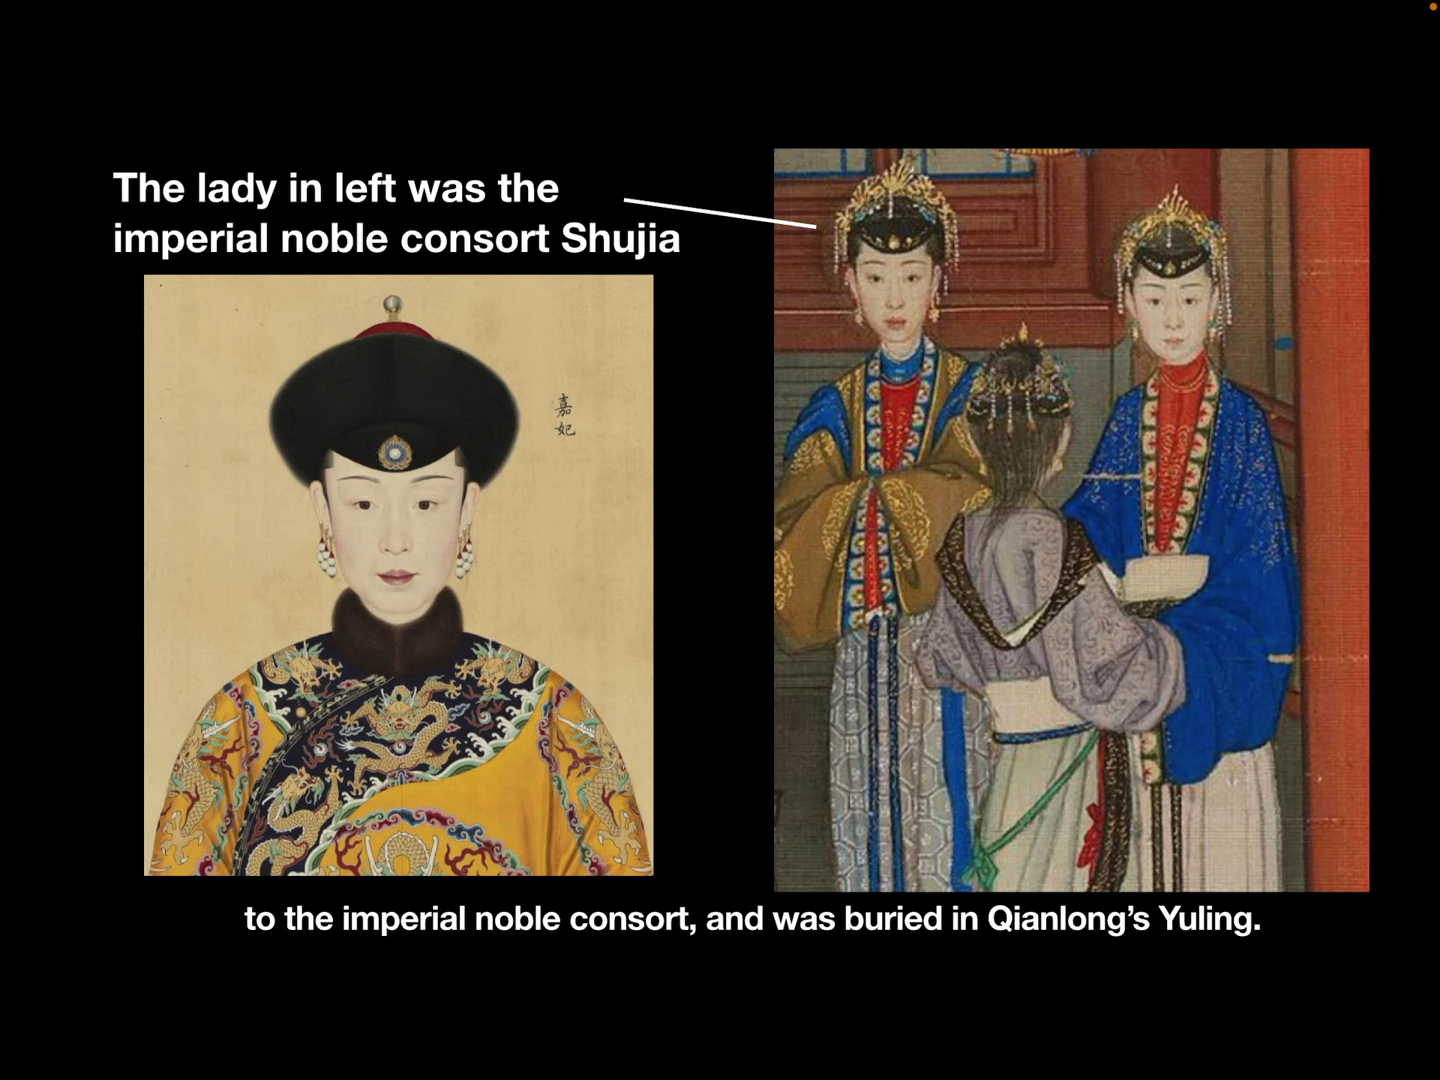 The lady in left was the
imperial noble consort Shujia
嘉
妃
to the imperial noble consort, and was buried in Qianlong’s Yuling.